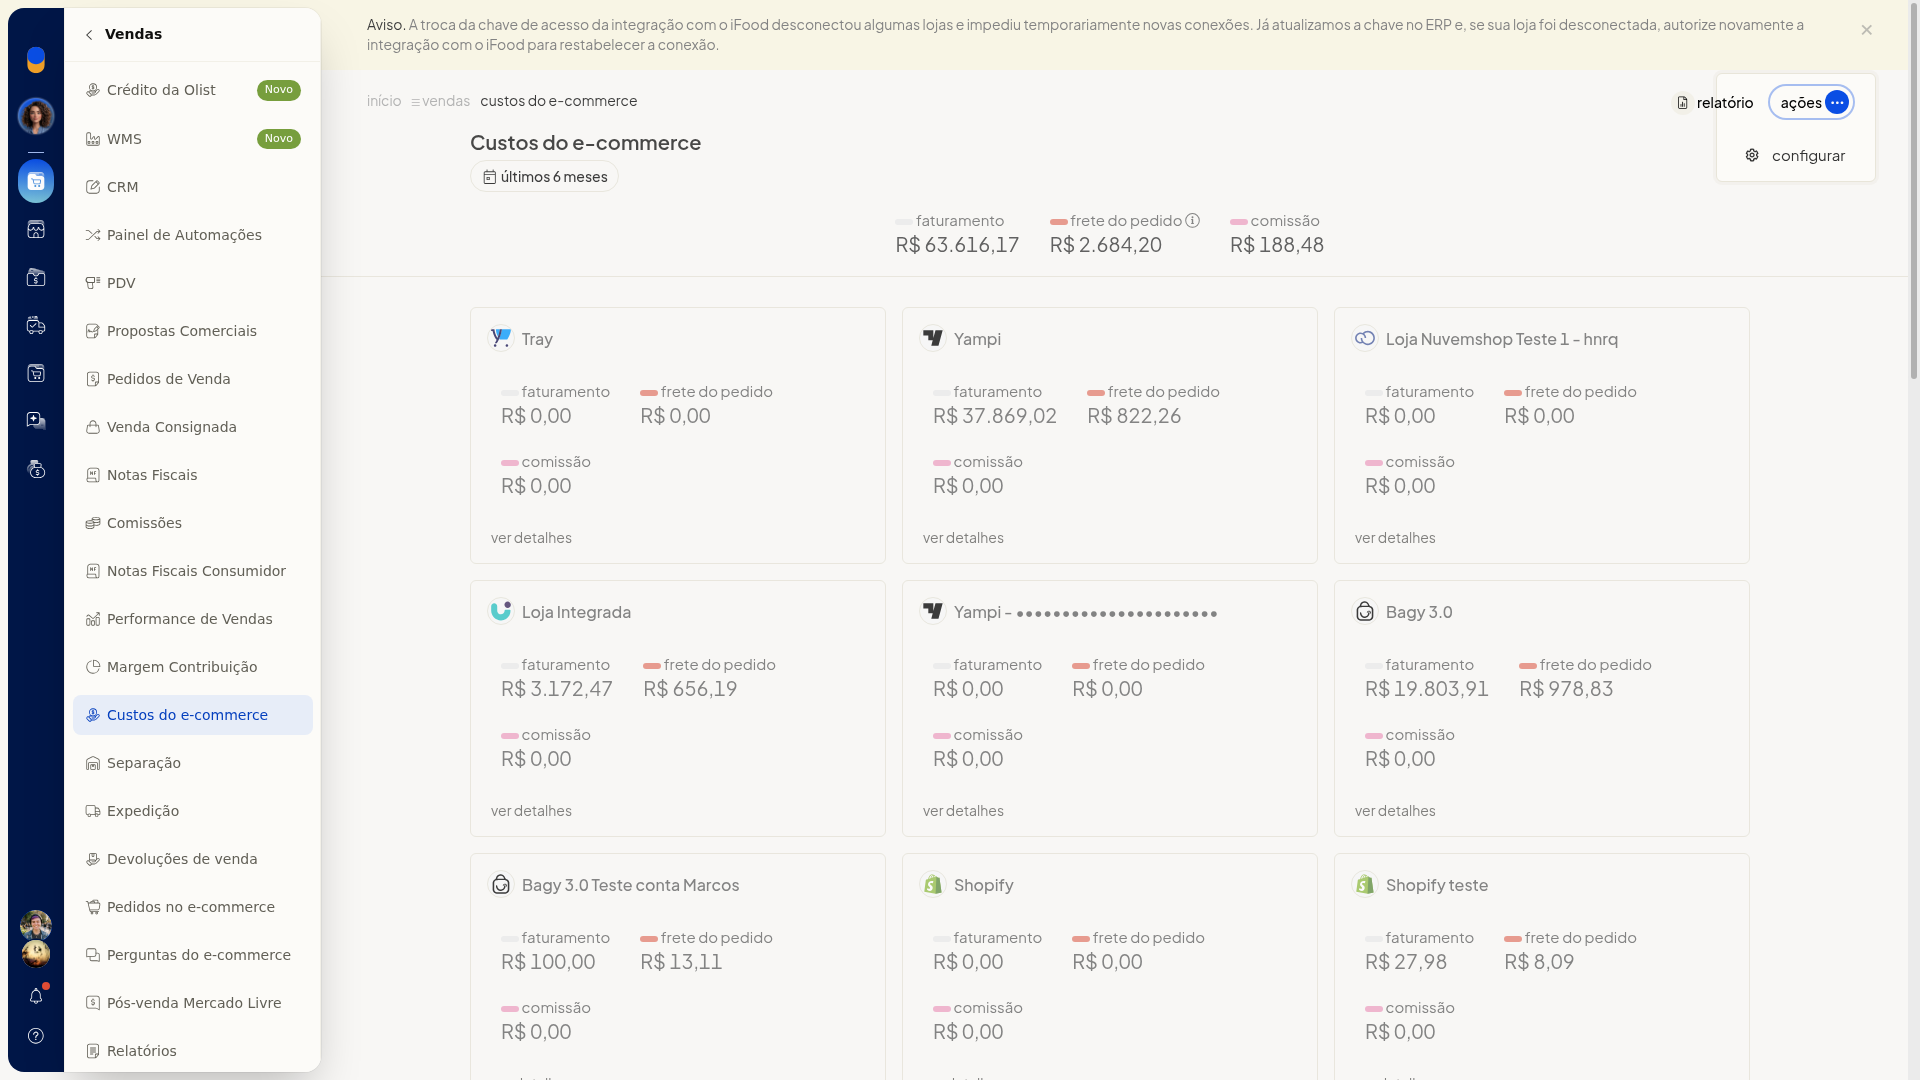 Vendas
Crédito da Olist
Novo
WMS
Novo
CRM
Painel de Automações
PDV
Propostas Comerciais
Pedidos de Venda
Venda Consignada
Notas Fiscais
Comissões
Notas Fiscais Consumidor
Performance de Vendas
Margem Contribuição
Custos do e-commerce
Separação
Expedição
Devoluções de venda
Pedidos no e-commerce
Perguntas do e-commerce
Pós-venda Mercado Livre
Relatórios
Aviso. A troca da chave de acesso da integração com o iFood desconectou algumas lojas e impediu temporariamente novas conexões. Já atualizamos a chave no ERP e, se sua loja foi desconectada, autorize novamente a
integração com o iFood para restabelecer a conexão.
início vendas custos do e-commerce
relatório ações
configurar
Custos do e-commerce
últimos 6 meses
faturamento frete do pedido comissão
R$ 63.616,17 R$ 2.684,20 R$ 188,48
Tray
faturamento frete do pedido
R$ 0,00 R$ 0,00
comissão
R$ 0,00
ver detalhes
Yampi
faturamento frete do pedido
R$ 37.869,02 R$ 822,26
comissão
R$ 0,00
ver detalhes
Loja Nuvemshop Teste 1 - hnrq
faturamento frete do pedido
R$ 0,00 R$ 0,00
comissão
R$ 0,00
ver detalhes
Loja Integrada
faturamento frete do pedido
R$ 3.172,47 R$ 656,19
comissão
R$ 0,00
ver detalhes
Yampi - ••••••••••••••••••••••
faturamento frete do pedido
R$ 0,00 R$ 0,00
comissão
R$ 0,00
ver detalhes
Bagy 3.0
faturamento frete do pedido
R$ 19.803,91 R$ 978,83
comissão
R$ 0,00
ver detalhes
Bagy 3.0 Teste conta Marcos
faturamento frete do pedido
R$ 100,00 R$ 13,11
comissão
R$ 0,00
Shopify
faturamento frete do pedido
R$ 0,00 R$ 0,00
comissão
R$ 0,00
Shopify teste
faturamento frete do pedido
R$ 27,98 R$ 8,09
comissão
R$ 0,00